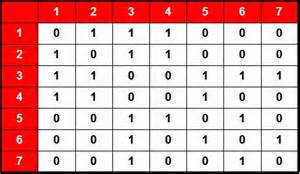 1 2 3 4 5 6 7
1 0 1 1 1 0 0 0
2 1 0 1 1 0 0 0
3 1 1 0 0 1 1 1
4 1 1 0 0 1 0 0
5 0 0 1 1 0 1 0
6 0 0 1 0 1 0 1
7 0 0 1 0 0 1 0